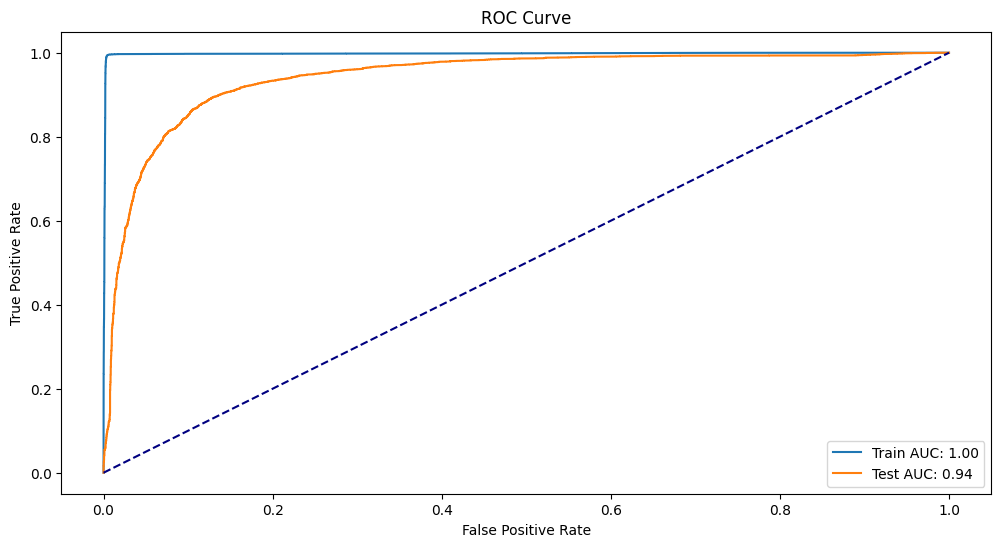 ROC Curve
True Positive Rate
1.0
0.8
0.6
0.4
0.2
0.0
0.0 0.2 0.4 0.6 0.8 1.0
False Positive Rate
Train AUC: 1.00
Test AUC: 0.94